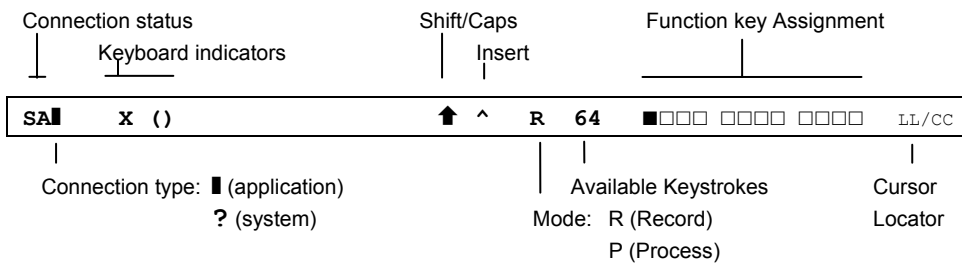 Connection status Shift/Caps Function key Assignment
Keyboard indicators Insert
SA▮ X () ⬆ ^ R 64 ■□□□ □□□□ □□□□ LL/CC
Connection type: ▮ (application) Available Keystrokes Cursor
? (system) Mode: R (Record) Locator
P (Process)